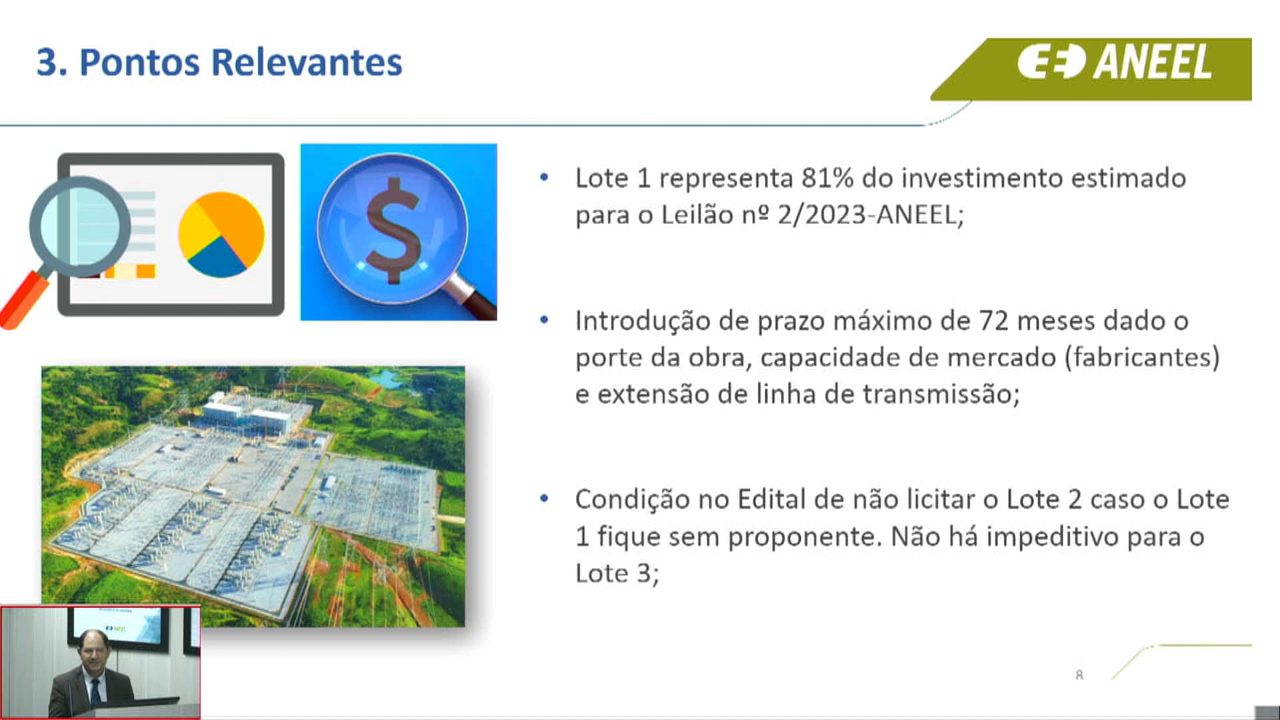 3. Pontos Relevantes
ANEEL
• Lote 1 representa 81% do investimento estimado
para o Leilão nº 2/2023-ANEEL;
• Introdução de prazo máximo de 72 meses dado o
porte da obra, capacidade de mercado (fabricantes)
e extensão de linha de transmissão;
• Condição no Edital de não licitar o Lote 2 caso o Lote
1 fique sem proponente. Não há impeditivo para o
Lote 3;
8